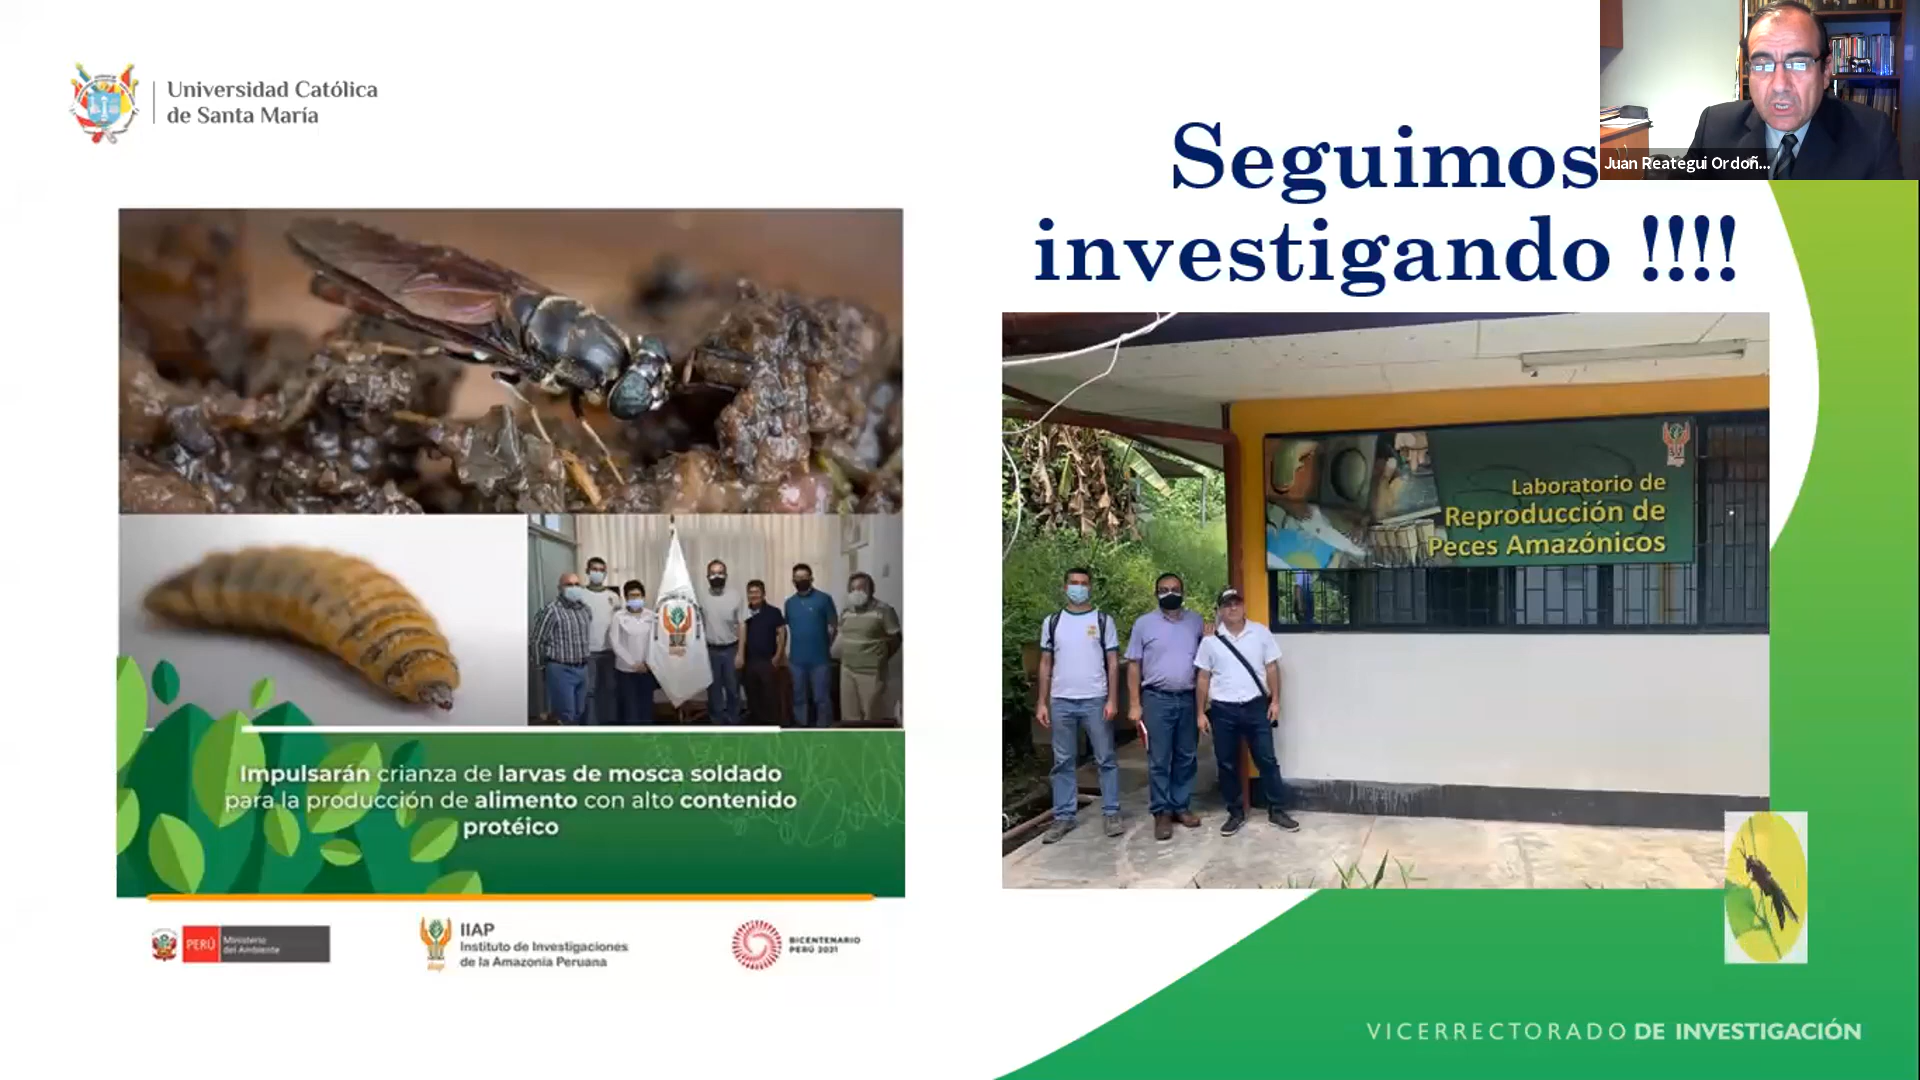 Universidad Católica
de Santa María
Seguimos
investigando !!!!
Juan Reategui Ordoñ...
Laboratorio de
Reproducción de
Peces Amazónicos
Impulsarán crianza de larvas de mosca soldado
para la producción de alimento con alto contenido
protéico
PERÚ
Ministerio
del Ambiente
IIAP
Instituto de Investigaciones
de la Amazonía Peruana
BICENTENARIO
PERÚ 2021
VICERRECTORADO DE INVESTIGACIÓN